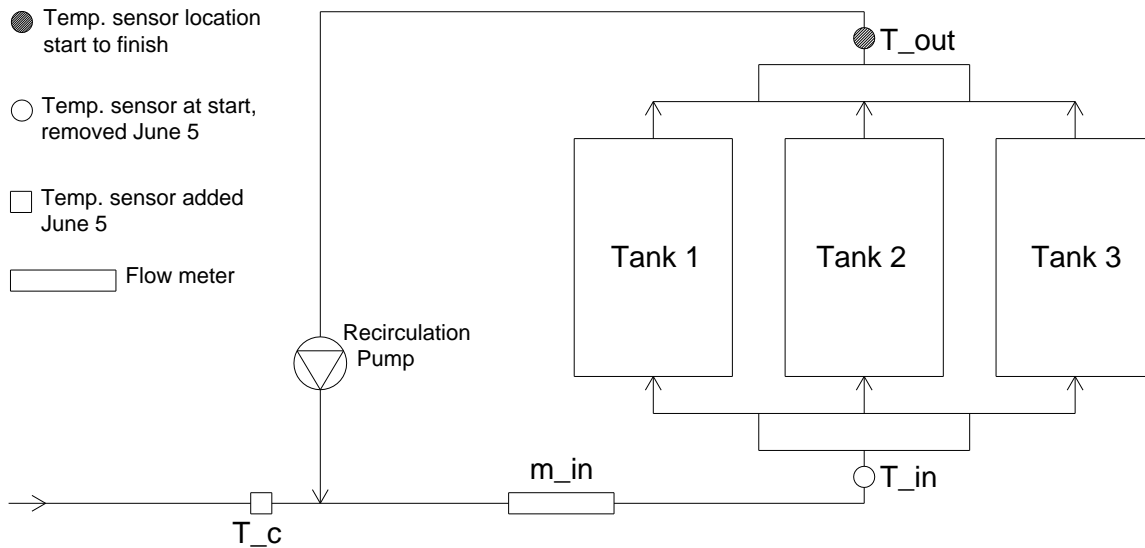 Temp. sensor location
start to finish
Temp. sensor at start,
removed June 5
Temp. sensor added
June 5
Flow meter
T_out
Tank 1
Tank 2
Tank 3
Recirculation
Pump
m_in
T_in
T_c